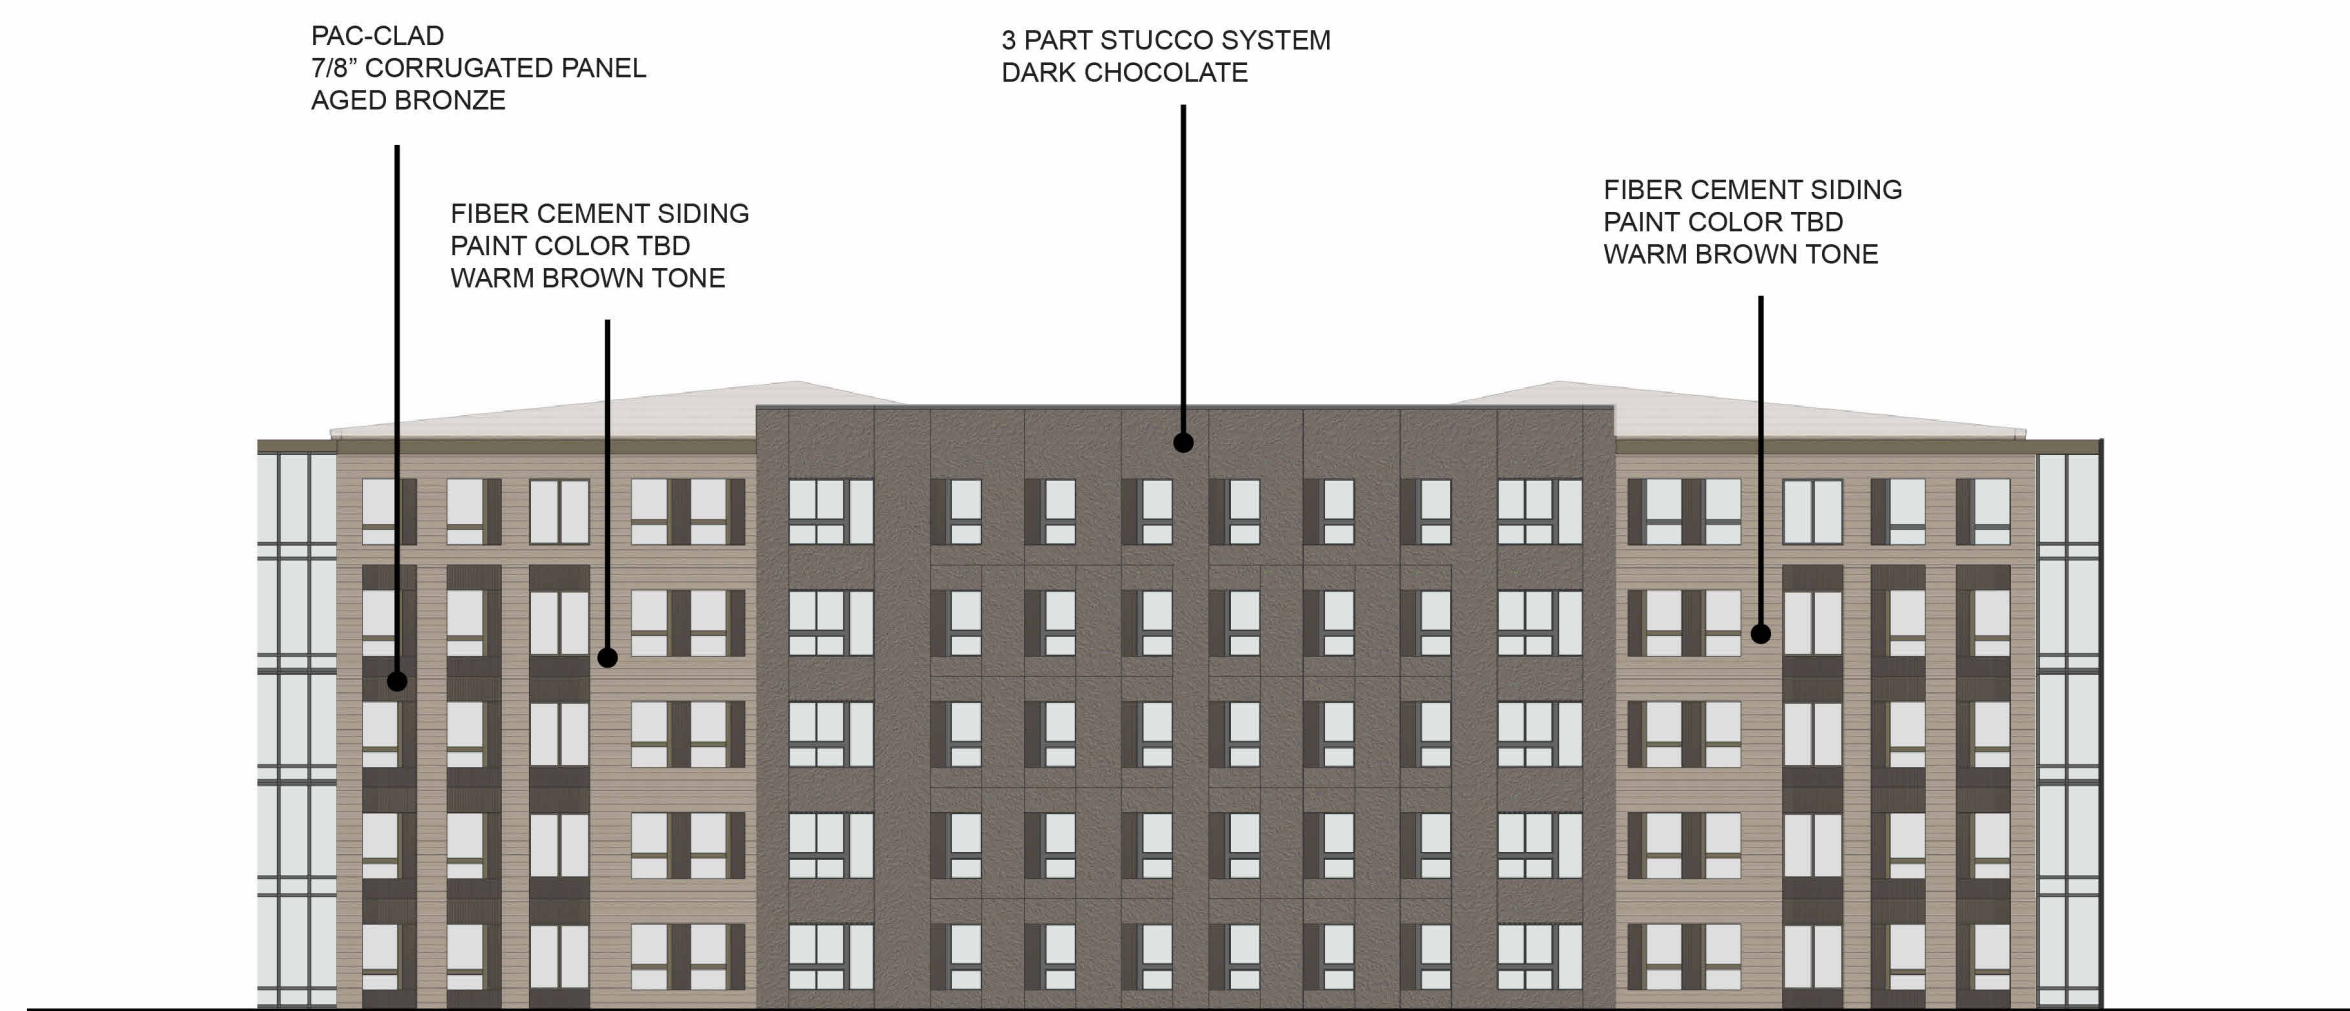 PAC-CLAD
7/8” CORRUGATED PANEL
AGED BRONZE
3 PART STUCCO SYSTEM
DARK CHOCOLATE
FIBER CEMENT SIDING
PAINT COLOR TBD
WARM BROWN TONE
FIBER CEMENT SIDING
PAINT COLOR TBD
WARM BROWN TONE